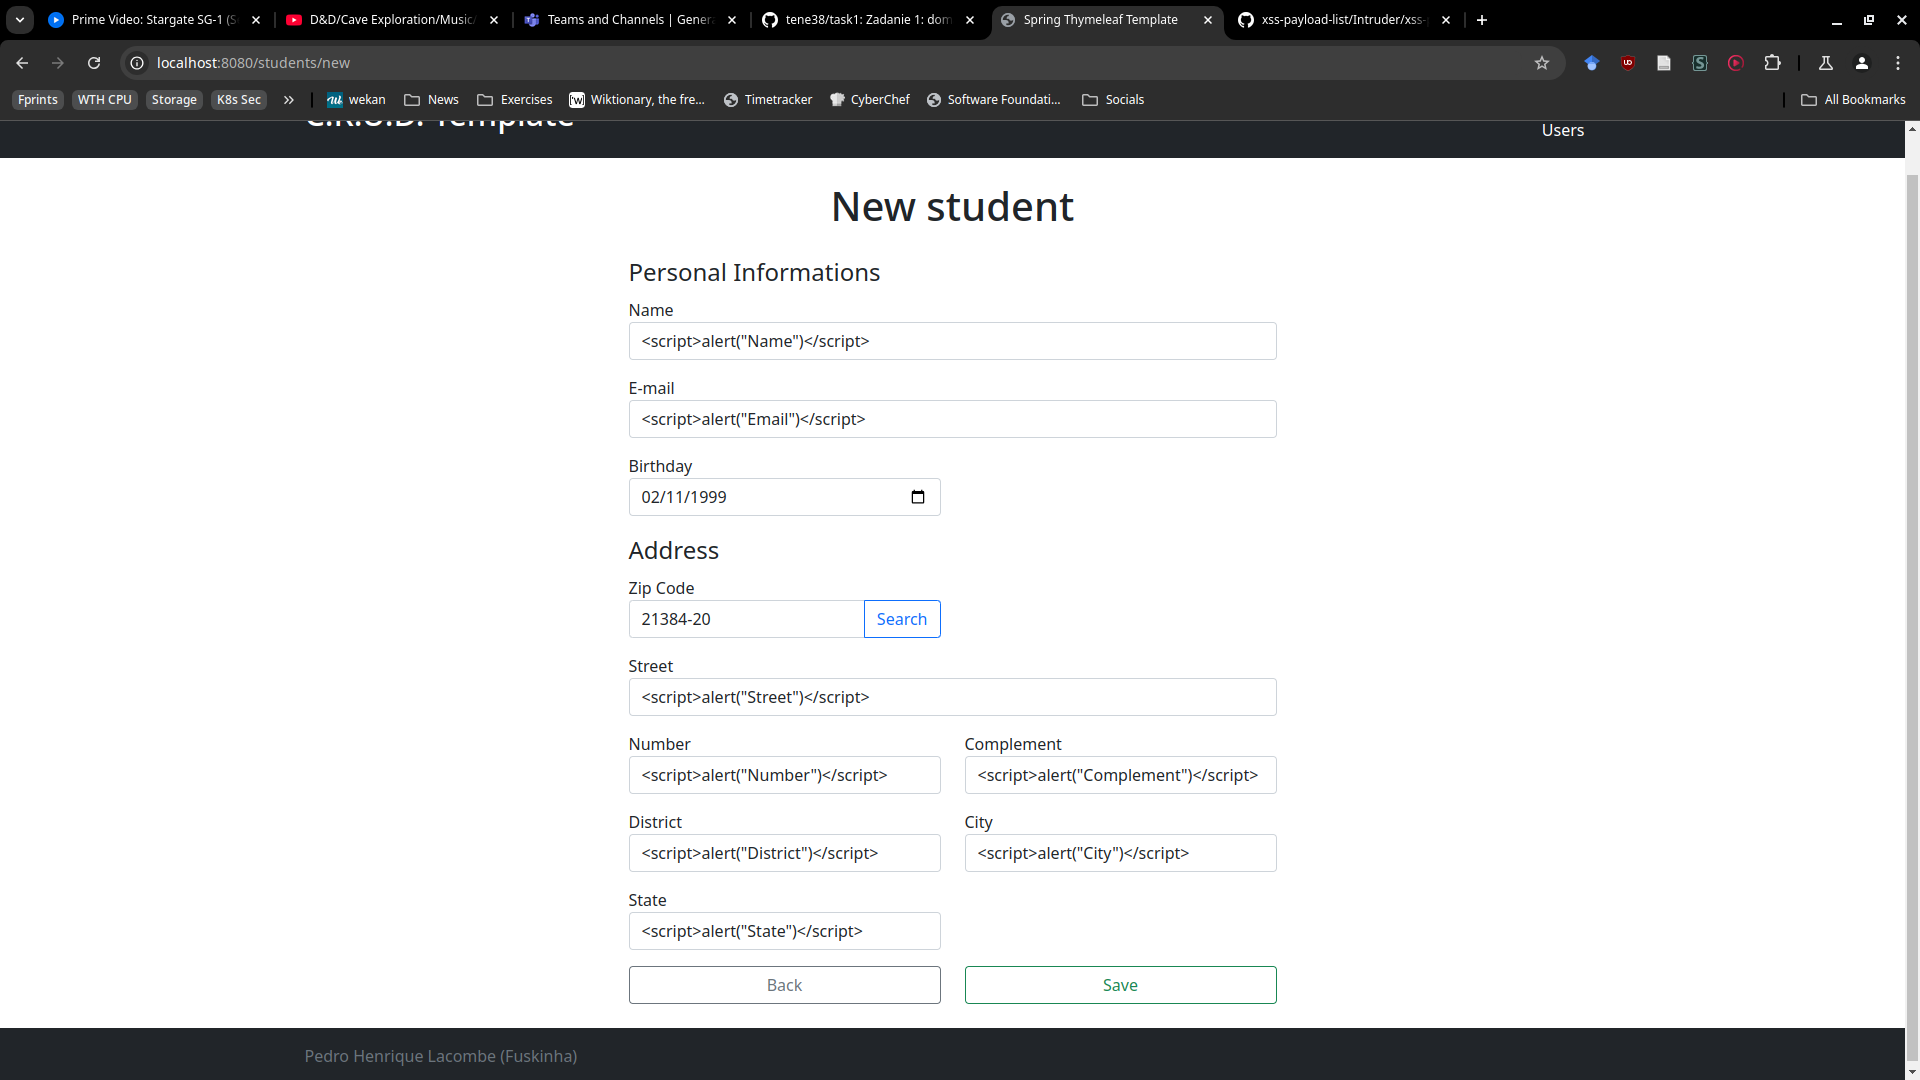 Prime Video: Stargate SG-1 (S
D&D/Cave Exploration/Music/
Teams and Channels | Genera
tene38/task1: Zadanie 1: dom
Spring Thymeleaf Template
xss-payload-list/Intruder/xss-
localhost:8080/students/new
Fprints
WTH CPU
Storage
K8s Sec
wekan
News
Exercises
Wiktionary, the fre...
Timetracker
CyberChef
Software Foundati...
Socials
All Bookmarks
C.R.U.D. Template
Users
New student
Personal Informations
Name
<script>alert("Name")</script>
E-mail
<script>alert("Email")</script>
Birthday
02/11/1999
Address
Zip Code
21384-20
Search
Street
<script>alert("Street")</script>
Number
Complement
<script>alert("Number")</script>
<script>alert("Complement")</script>
District
City
<script>alert("District")</script>
<script>alert("City")</script>
State
<script>alert("State")</script>
Back
Save
Pedro Henrique Lacombe (Fuskinha)